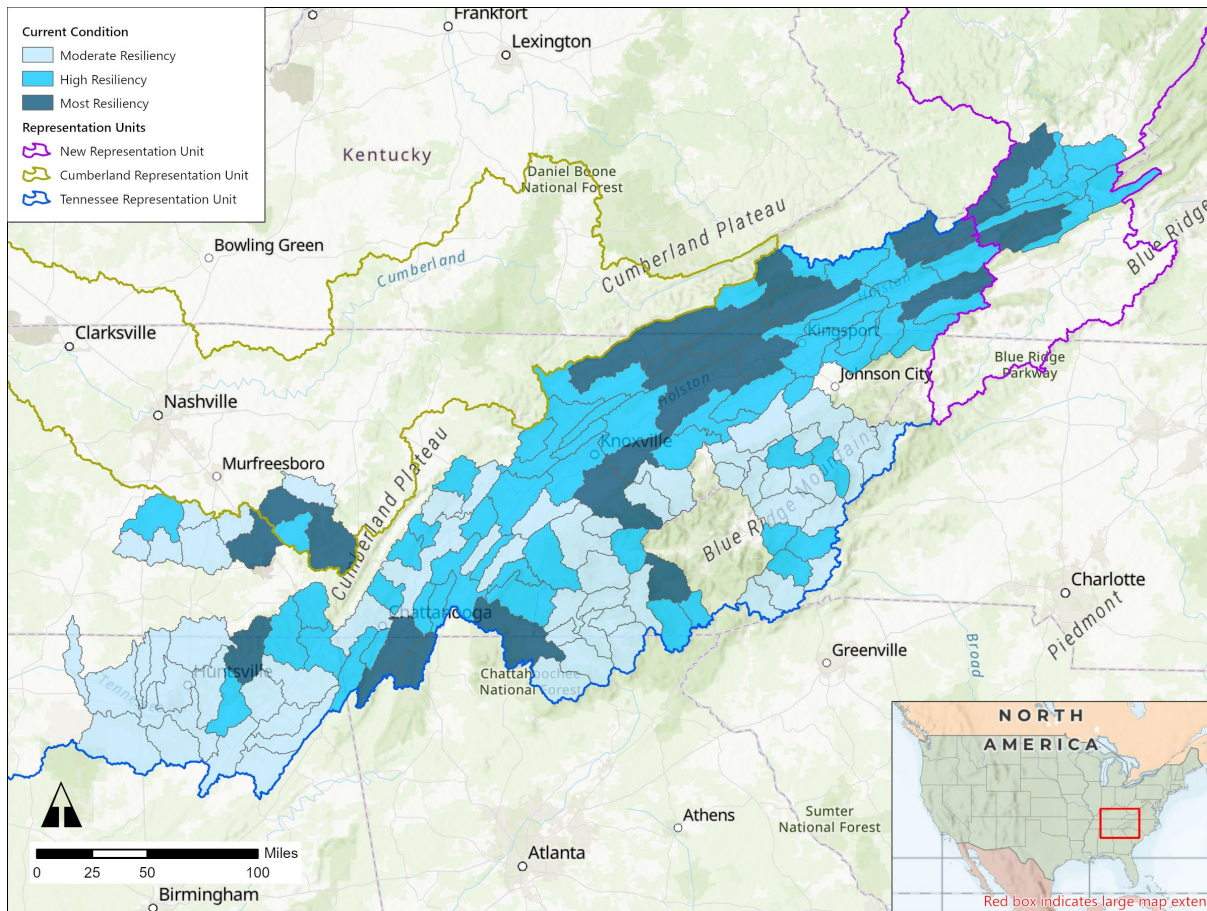 Current Condition
Moderate Resiliency
High Resiliency
Most Resiliency
Representation Units
New Representation Unit
Cumberland Representation Unit
Tennessee Representation Unit
Frankfort
Lexington
Kentucky
Daniel Boone
National Forest
Bowling Green
Cumberland
Cumberland Plateau
Blue Ridge
Clarksville
Holston
Kingsport
Blue Ridge
Parkway
Johnson City
Nashville
Holston
Knoxville
Murfreesboro
Cumberland Plateau
Blue Ridge Mountains
Charlotte
Piedmont
Chattanooga
Greenville
Broad
Huntsville
Chattahoochee
National Forest
NORTH
AMERICA
Athens
Sumter
National Forest
Atlanta
Miles
0 25 50 100
Birmingham
Red box indicates large map exten